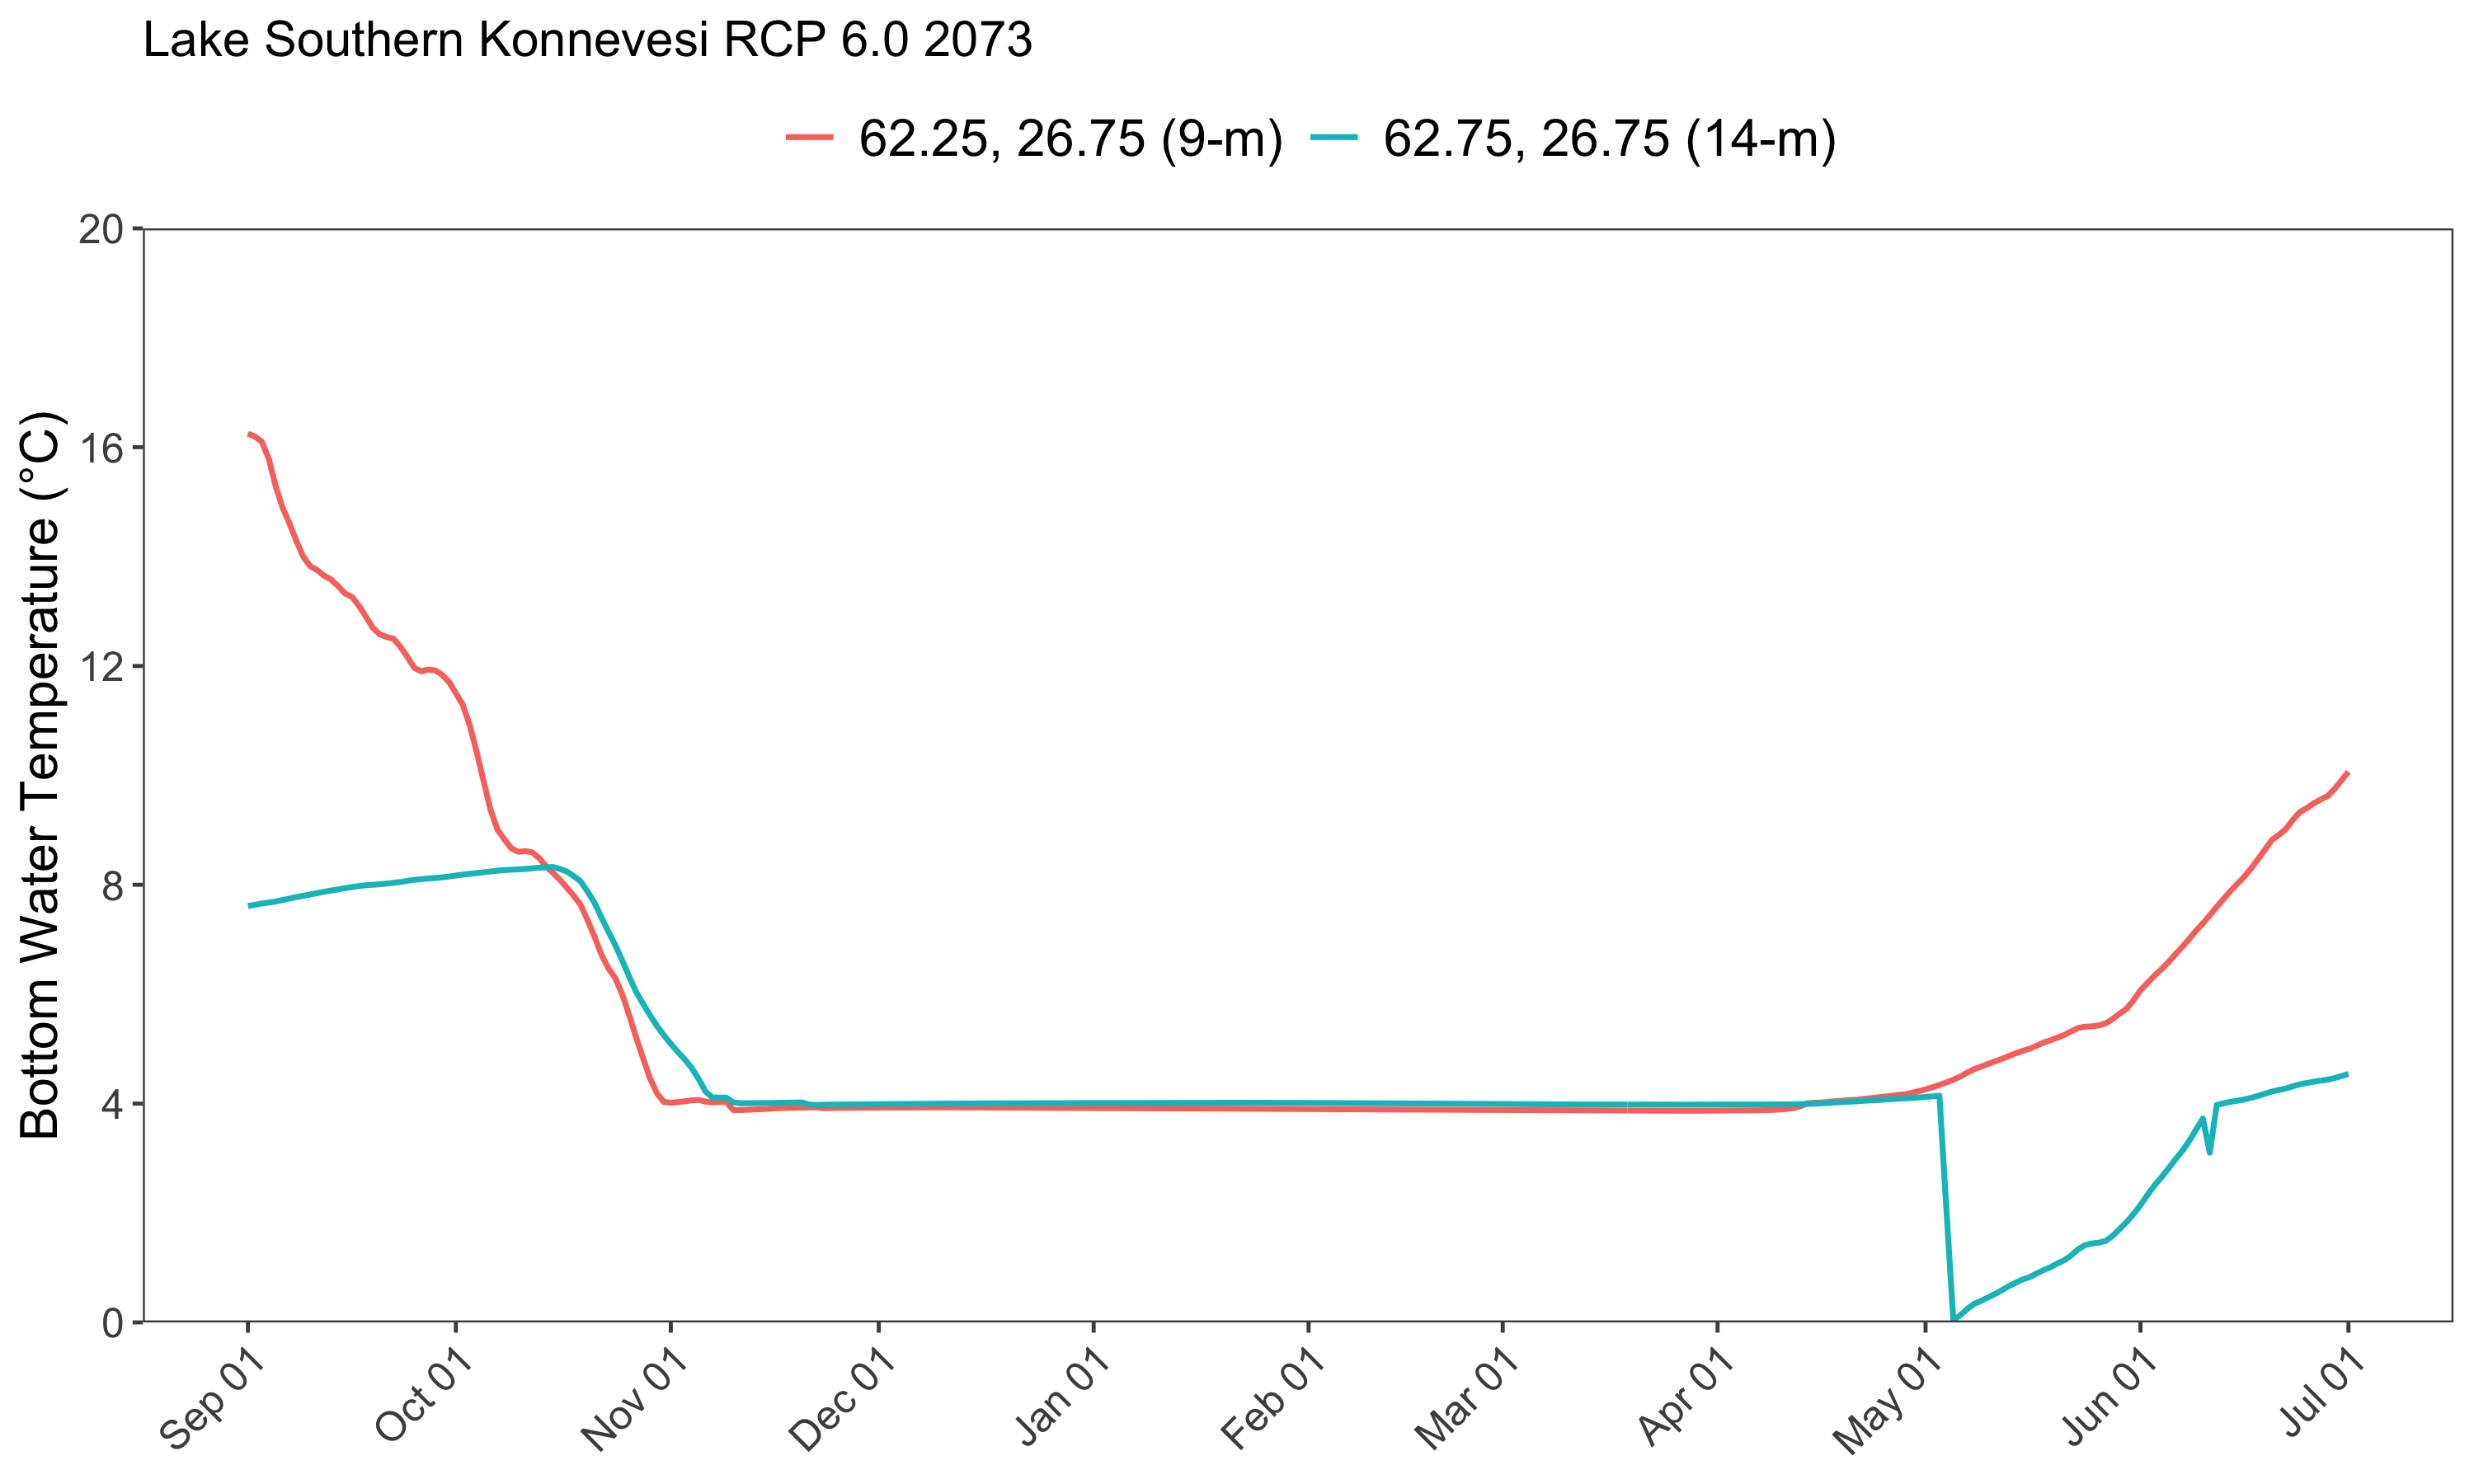 Lake Southern Konnevesi RCP 6.0 2073
62.25, 26.75 (9-m) 62.75, 26.75 (14-m)
Bottom Water Temperature (°C)
20
16
12
8
4
0
Sep 01 Oct 01 Nov 01 Dec 01 Jan 01 Feb 01 Mar 01 Apr 01 May 01 Jun 01 Jul 01